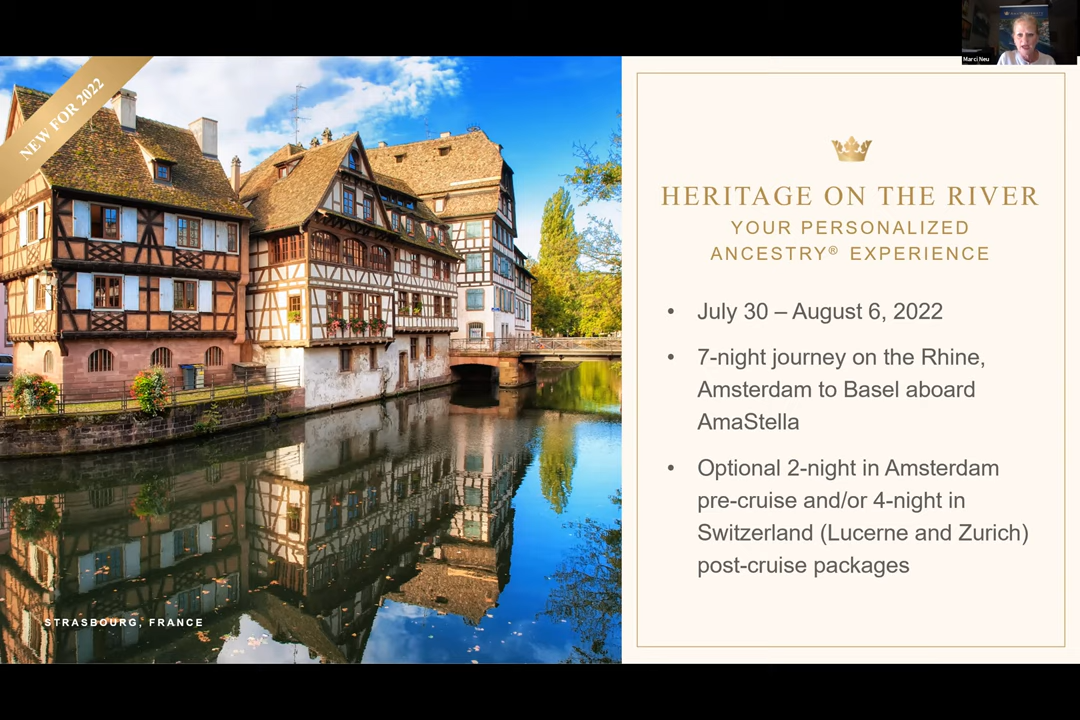 Marci Neu
NEW FOR 2022
HERITAGE ON THE RIVER
YOUR PERSONALIZED
ANCESTRY® EXPERIENCE
• July 30 – August 6, 2022
• 7-night journey on the Rhine,
Amsterdam to Basel aboard
AmaStella
• Optional 2-night in Amsterdam
pre-cruise and/or 4-night in
Switzerland (Lucerne and Zurich)
post-cruise packages
STRASBOURG, FRANCE